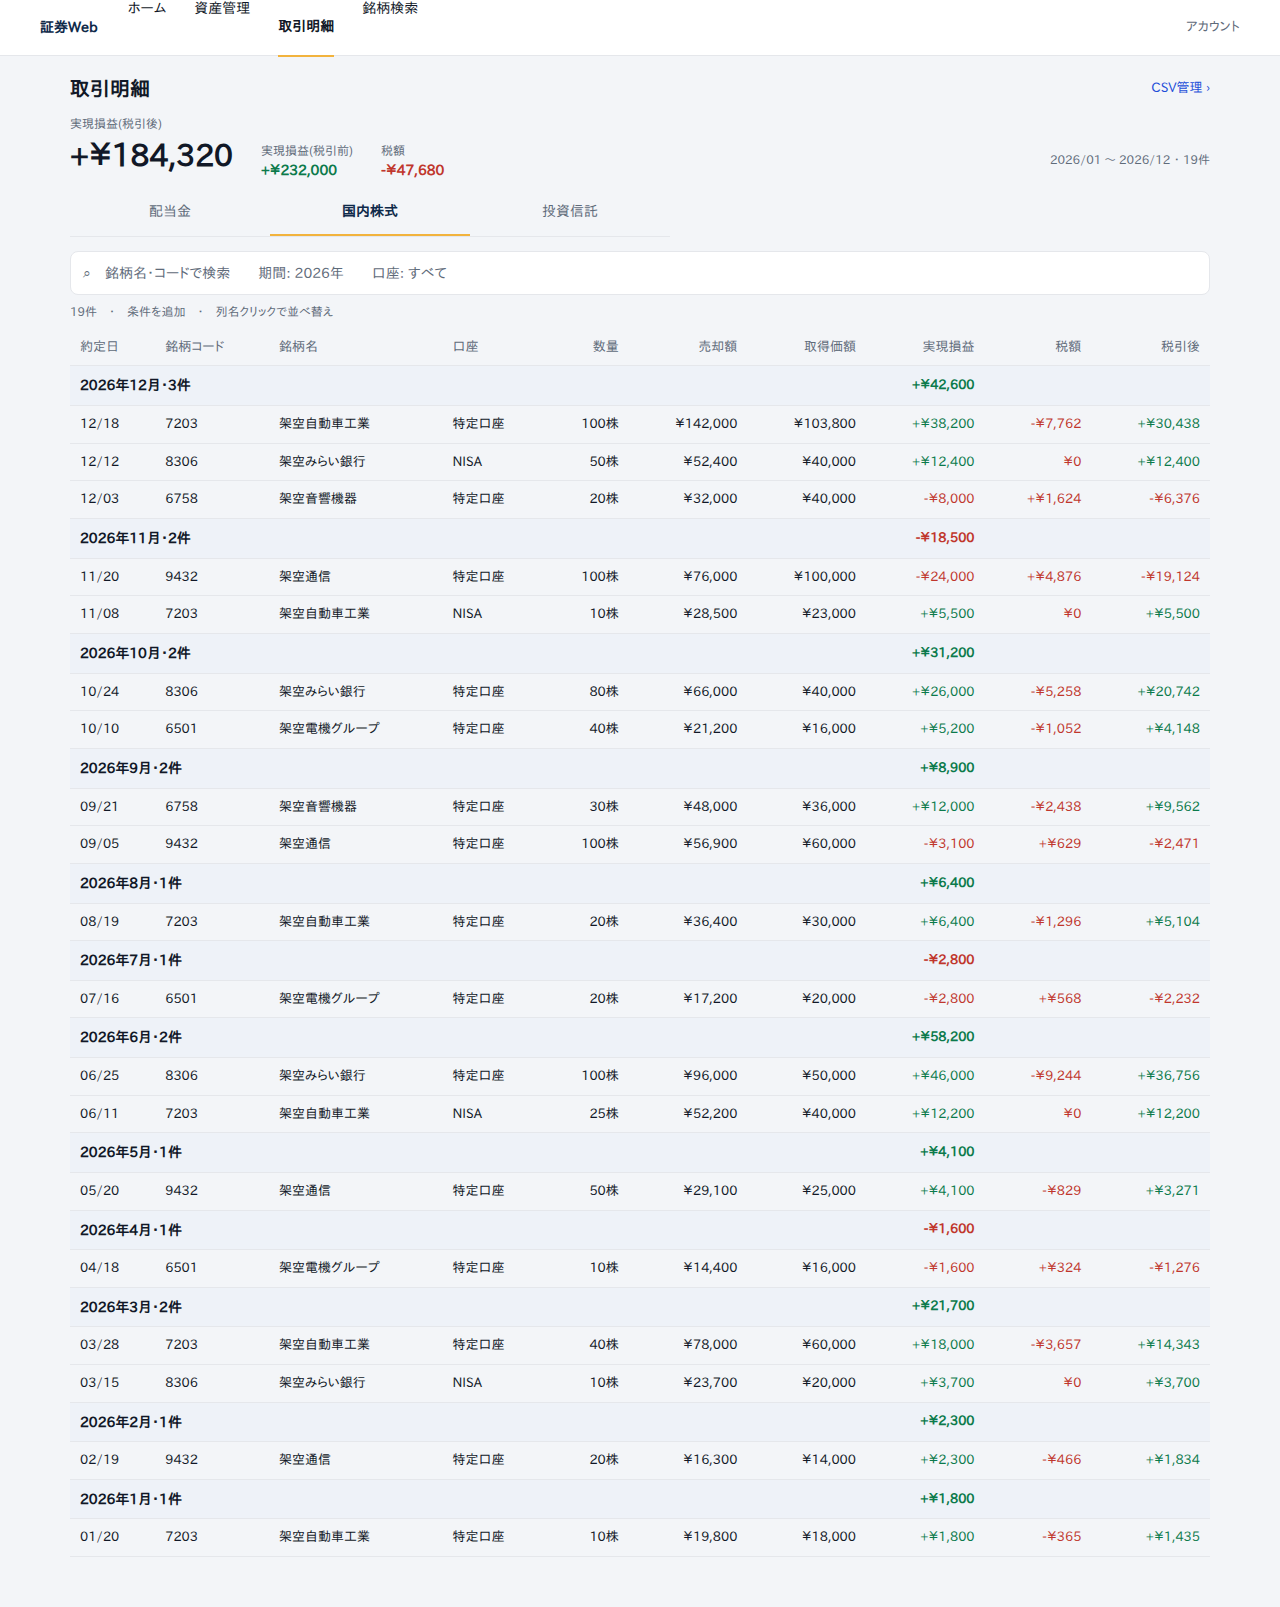 証券Web ホーム 資産管理 取引明細 銘柄検索 アカウント
取引明細 CSV管理 ›
実現損益(税引後)
+¥184,320 実現損益(税引前) +¥232,000 税額 -¥47,680 2026/01 〜 2026/12・19件
配当金 国内株式 投資信託
銘柄名・コードで検索 期間: 2026年 口座: すべて
19件 ・ 条件を追加 ・ 列名クリックで並べ替え
約定日 銘柄コード 銘柄名 口座 数量 売却額 取得価額 実現損益 税額 税引後
2026年12月・3件 +¥42,600
12/18 7203 架空自動車工業 特定口座 100株 ¥142,000 ¥103,800 +¥38,200 -¥7,762 +¥30,438
12/12 8306 架空みらい銀行 NISA 50株 ¥52,400 ¥40,000 +¥12,400 ¥0 +¥12,400
12/03 6758 架空音響機器 特定口座 20株 ¥32,000 ¥40,000 -¥8,000 +¥1,624 -¥6,376
2026年11月・2件 -¥18,500
11/20 9432 架空通信 特定口座 100株 ¥76,000 ¥100,000 -¥24,000 +¥4,876 -¥19,124
11/08 7203 架空自動車工業 NISA 10株 ¥28,500 ¥23,000 +¥5,500 ¥0 +¥5,500
2026年10月・2件 +¥31,200
10/24 8306 架空みらい銀行 特定口座 80株 ¥66,000 ¥40,000 +¥26,000 -¥5,258 +¥20,742
10/10 6501 架空電機グループ 特定口座 40株 ¥21,200 ¥16,000 +¥5,200 -¥1,052 +¥4,148
2026年9月・2件 +¥8,900
09/21 6758 架空音響機器 特定口座 30株 ¥48,000 ¥36,000 +¥12,000 -¥2,438 +¥9,562
09/05 9432 架空通信 特定口座 100株 ¥56,900 ¥60,000 -¥3,100 +¥629 -¥2,471
2026年8月・1件 +¥6,400
08/19 7203 架空自動車工業 特定口座 20株 ¥36,400 ¥30,000 +¥6,400 -¥1,296 +¥5,104
2026年7月・1件 -¥2,800
07/16 6501 架空電機グループ 特定口座 20株 ¥17,200 ¥20,000 -¥2,800 +¥568 -¥2,232
2026年6月・2件 +¥58,200
06/25 8306 架空みらい銀行 特定口座 100株 ¥96,000 ¥50,000 +¥46,000 -¥9,244 +¥36,756
06/11 7203 架空自動車工業 NISA 25株 ¥52,200 ¥40,000 +¥12,200 ¥0 +¥12,200
2026年5月・1件 +¥4,100
05/20 9432 架空通信 特定口座 50株 ¥29,100 ¥25,000 +¥4,100 -¥829 +¥3,271
2026年4月・1件 -¥1,600
04/18 6501 架空電機グループ 特定口座 10株 ¥14,400 ¥16,000 -¥1,600 +¥324 -¥1,276
2026年3月・2件 +¥21,700
03/28 7203 架空自動車工業 特定口座 40株 ¥78,000 ¥60,000 +¥18,000 -¥3,657 +¥14,343
03/15 8306 架空みらい銀行 NISA 10株 ¥23,700 ¥20,000 +¥3,700 ¥0 +¥3,700
2026年2月・1件 +¥2,300
02/19 9432 架空通信 特定口座 20株 ¥16,300 ¥14,000 +¥2,300 -¥466 +¥1,834
2026年1月・1件 +¥1,800
01/20 7203 架空自動車工業 特定口座 10株 ¥19,800 ¥18,000 +¥1,800 -¥365 +¥1,435